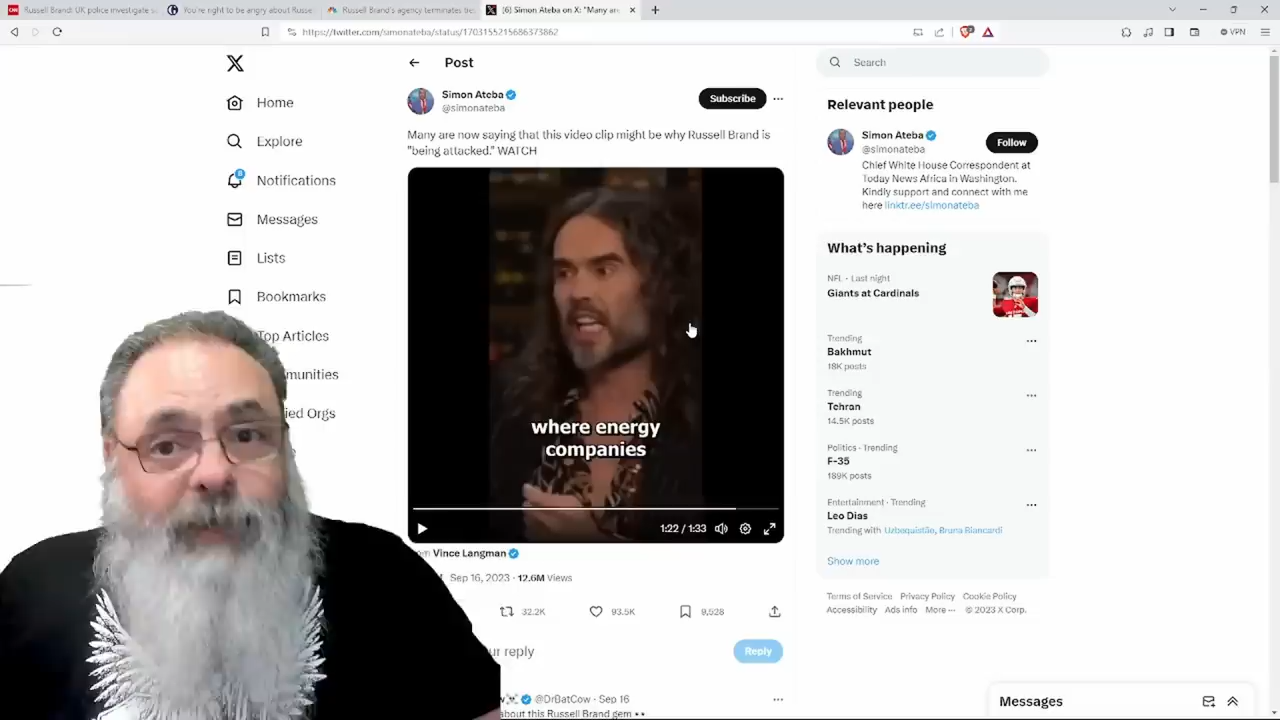 Russell Brand: UK police investigate s
You're right to be angry about Russe
Russell Brand's agency terminates tie
(6) Simon Ateba on X: "Many are
https://twitter.com/simonateba/status/1703155215686373862
VPN
Home
Explore
Notifications
Messages
Lists
Bookmarks
Top Articles
munities
ied Orgs
Post
Simon Ateba
@simonateba
Subscribe
Many are now saying that this video clip might be why Russell Brand is
"being attacked." WATCH
where energy
companies
1:22 / 1:33
Vince Langman
Sep 16, 2023 · 12.6M Views
32.2K
93.5K
9,528
ur reply
Reply
@DrBatCow · Sep 16
about this Russell Brand gem
Search
Relevant people
Simon Ateba
@simonateba
Follow
Chief White House Correspondent at
Today News Africa in Washington.
Kindly support and connect with me
here linktr.ee/simonateba
What's happening
NFL · Last night
Giants at Cardinals
Trending
Bakhmut
18K posts
Trending
Tehran
14.5K posts
Politics · Trending
F-35
189K posts
Entertainment · Trending
Leo Dias
Trending with Uzbequistão, Bruna Biancardi
Show more
Terms of Service Privacy Policy Cookie Policy
Accessibility Ads info More ··· © 2023 X Corp.
Messages